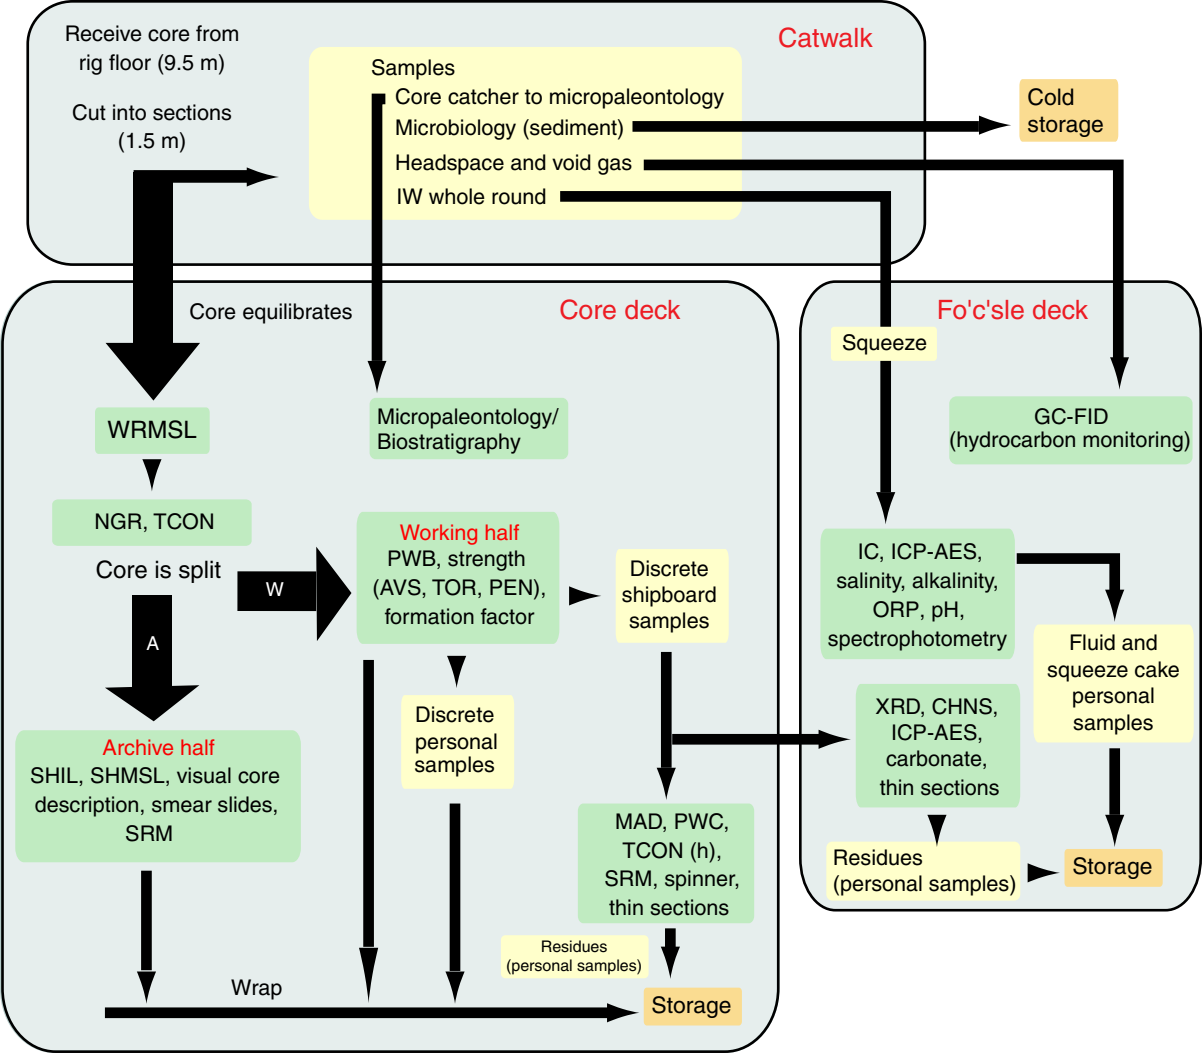 Catwalk
Receive core from
rig floor (9.5 m)
Cut into sections
(1.5 m)
Samples
Core catcher to micropaleontology
Microbiology (sediment)
Headspace and void gas
IW whole round
Cold
storage
Core deck
Core equilibrates
WRMSL
Micropaleontology/
Biostratigraphy
NGR, TCON
Core is split
W
A
Working half
PWB, strength
(AVS, TOR, PEN),
formation factor
Discrete
shipboard
samples
Archive half
SHIL, SHMSL, visual core
description, smear slides,
SRM
Discrete
personal
samples
MAD, PWC,
TCON (h),
SRM, spinner,
thin sections
Residues
(personal samples)
Wrap
Storage
Fo'c'sle deck
Squeeze
GC-FID
(hydrocarbon monitoring)
IC, ICP-AES,
salinity, alkalinity,
ORP, pH,
spectrophotometry
Fluid and
squeeze cake
personal
samples
XRD, CHNS,
ICP-AES,
carbonate,
thin sections
Residues
(personal samples)
Storage